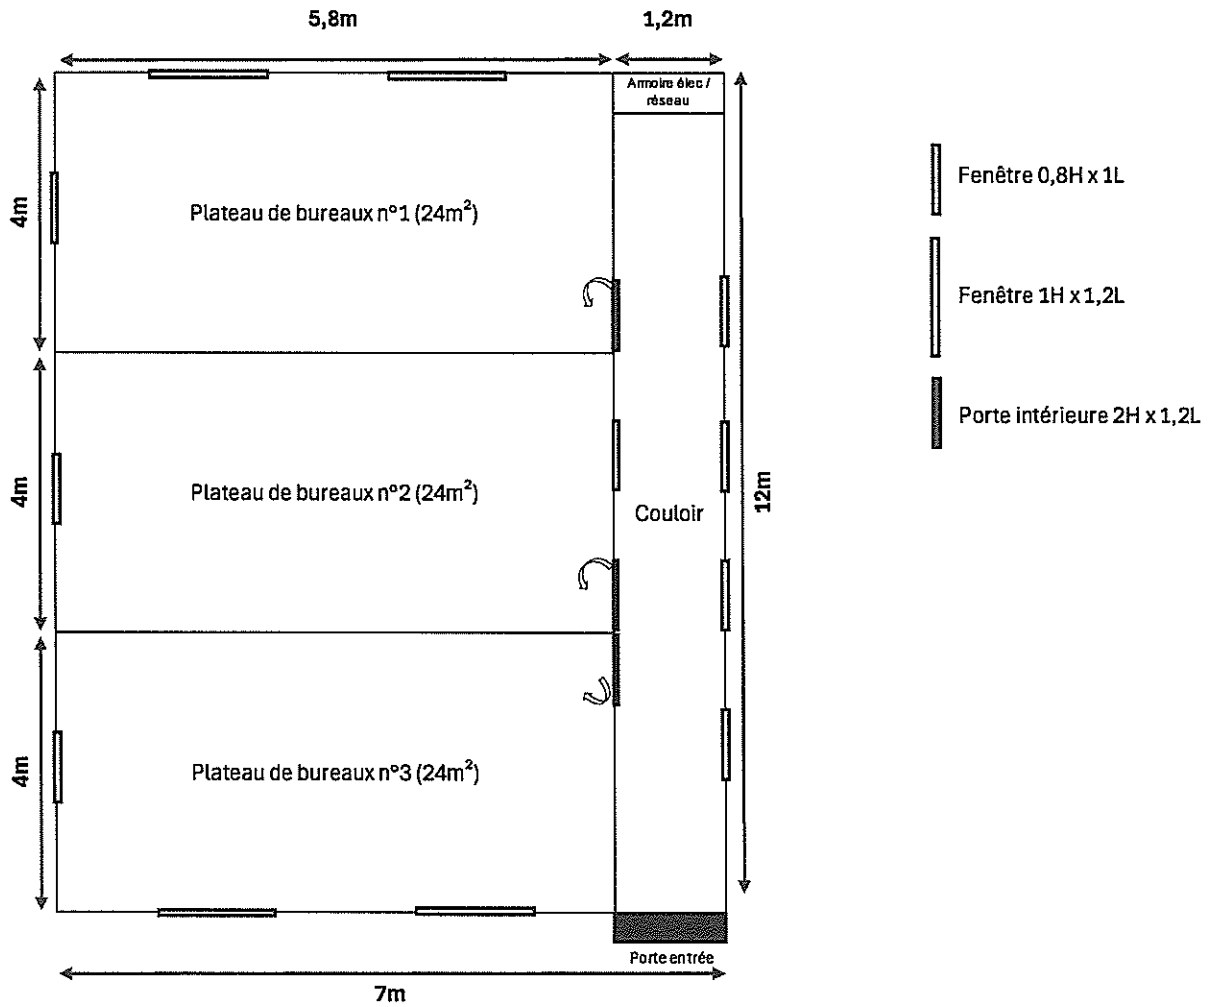 5,8m
1,2m
Armoire élec /
réseau
4m
Plateau de bureaux n°1 (24m²)
Fenêtre 0,8H x 1L
Fenêtre 1H x 1,2L
Porte intérieure 2H x 1,2L
4m
Plateau de bureaux n°2 (24m²)
Couloir
12m
4m
Plateau de bureaux n°3 (24m²)
Porte entrée
7m